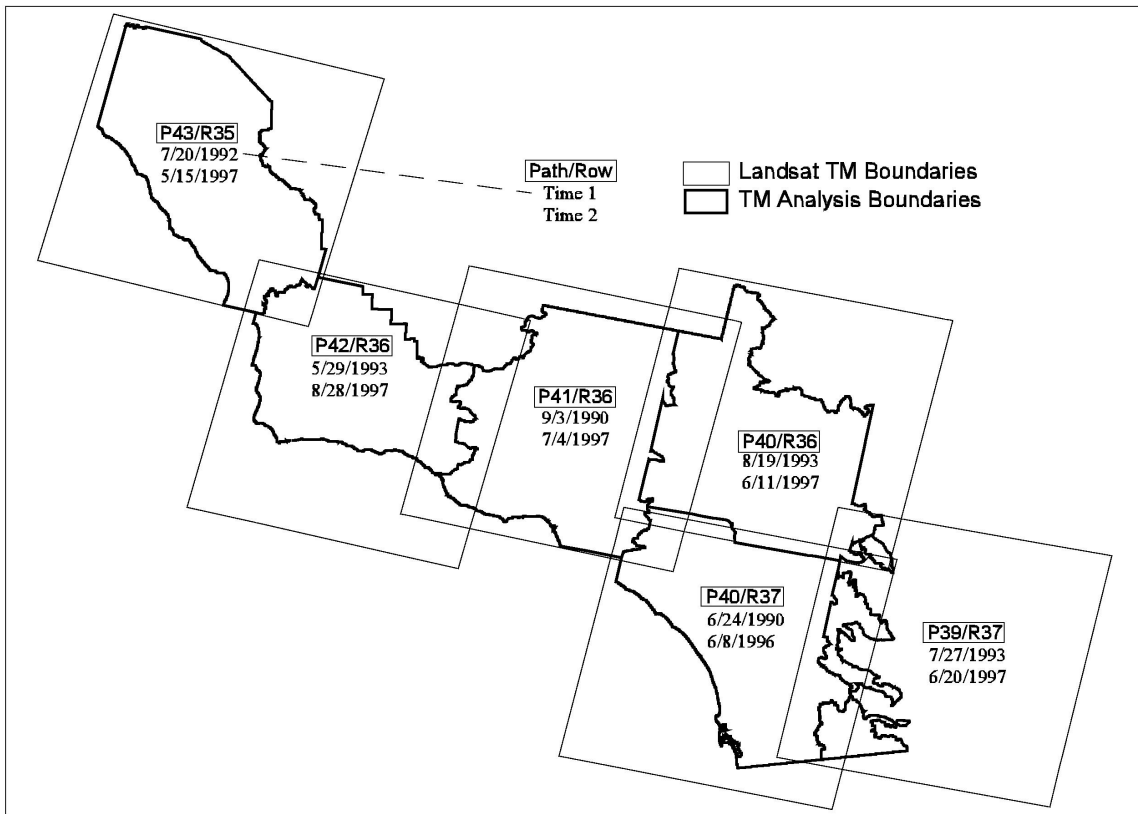 P43/R35
7/20/1992
5/15/1997
Path/Row
Time 1
Time 2
Landsat TM Boundaries
TM Analysis Boundaries
P42/R36
5/29/1993
8/28/1997
P41/R36
9/3/1990
7/4/1997
P40/R36
8/19/1993
6/11/1997
P40/R37
6/24/1990
6/8/1996
P39/R37
7/27/1993
6/20/1997